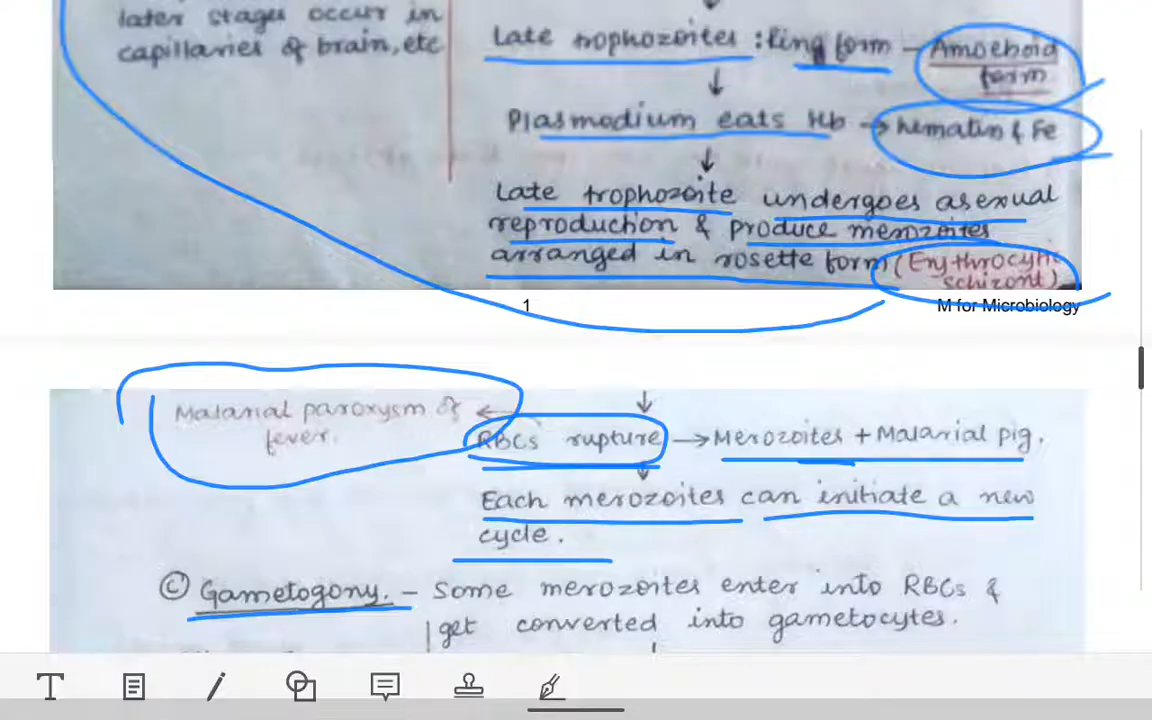 later stages occur in
capillaries of brain, etc
Late trophozoites : Ring form - Amoeboid
form
↓
Plasmodium eats Hb → hematin & Fe
↓
Late trophozoite undergoes asexual
reproduction & produce merozoites
arranged in rosette form (Erythrocytic
schizont)
1
M for Microbiology
Malarial paroxysm of
fever.
← RBCs rupture → Merozoites + Malarial pig.
↓
Each merozoites can initiate a new
cycle.
© Gametogony. - Some merozoites enter into RBCs &
get converted into gametocytes.
T